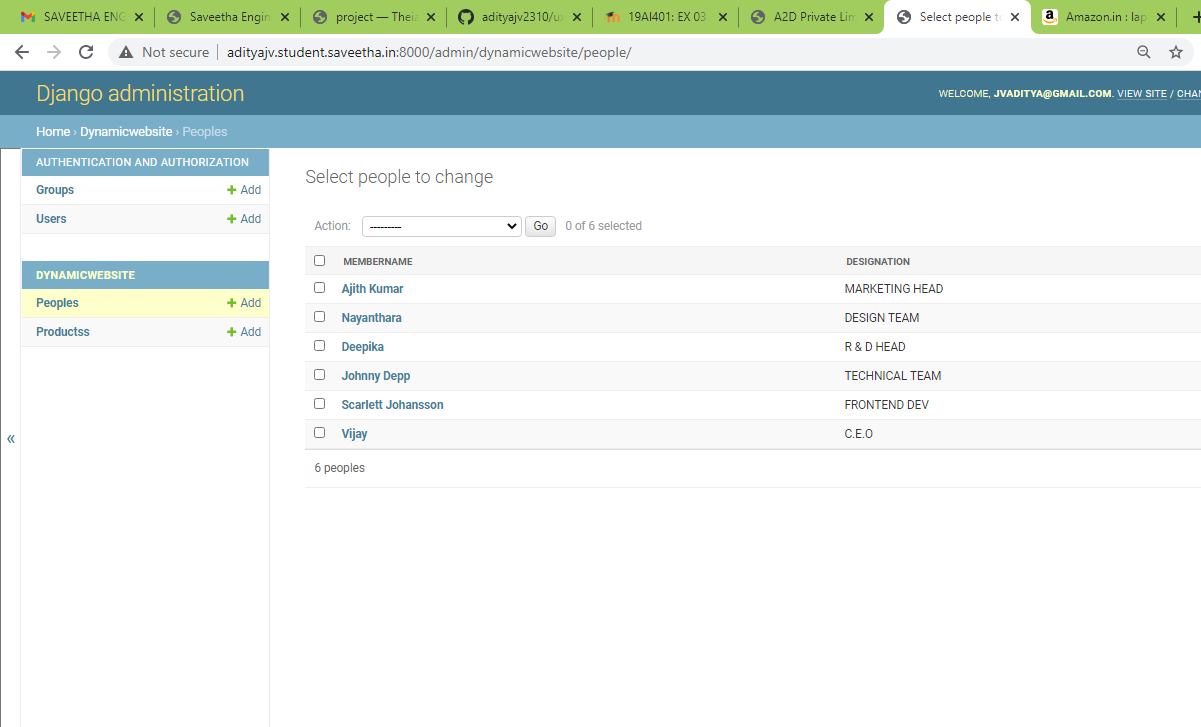 SAVEETHA ENG
Saveetha Engin
project — Theia
adityajv2310/ux
19AI401: EX 03
A2D Private Lim
Select people to
Amazon.in : lap
Not secure
adityajv.student.saveetha.in:8000/admin/dynamicwebsite/people/
Django administration
WELCOME, JVADITYA@GMAIL.COM. VIEW SITE / CHAN
Home › Dynamicwebsite › Peoples
AUTHENTICATION AND AUTHORIZATION
Groups + Add
Users + Add
DYNAMICWEBSITE
Peoples + Add
Productss + Add
«
Select people to change
Action: --------- Go 0 of 6 selected
MEMBERNAME DESIGNATION
Ajith Kumar MARKETING HEAD
Nayanthara DESIGN TEAM
Deepika R & D HEAD
Johnny Depp TECHNICAL TEAM
Scarlett Johansson FRONTEND DEV
Vijay C.E.O
6 peoples